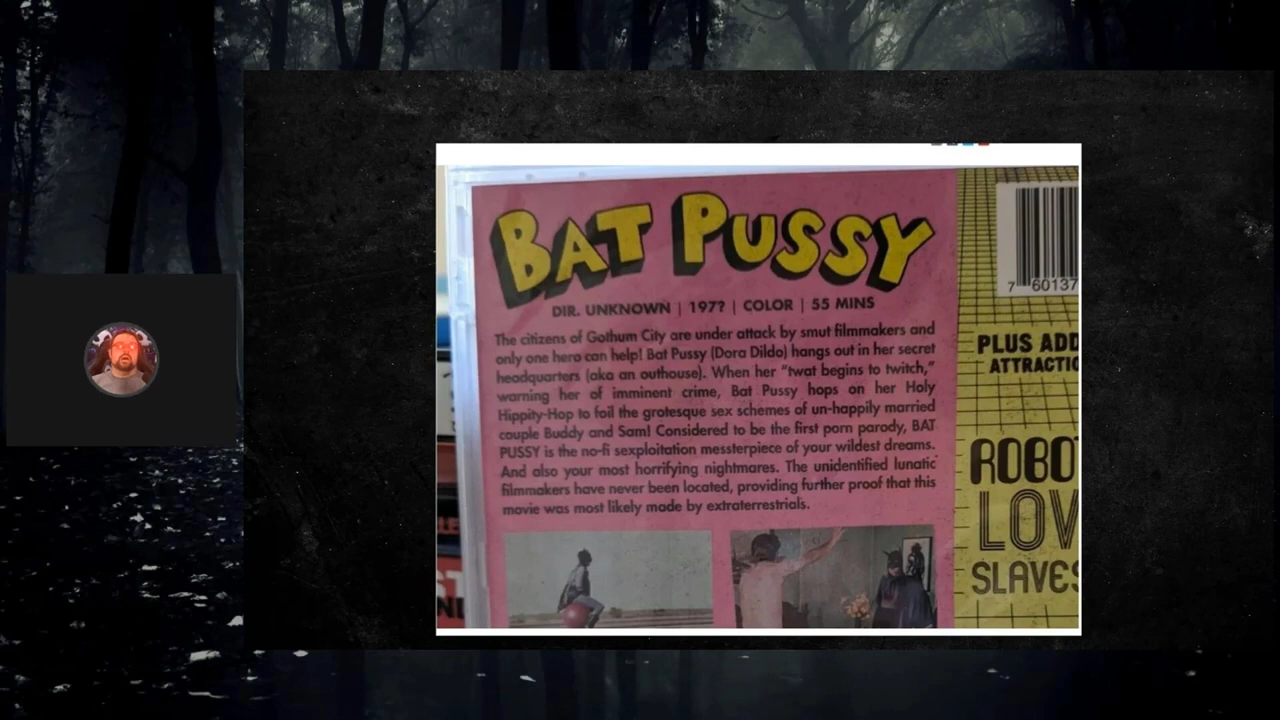 BAT PUSSY
DIR. UNKNOWN | 197? | COLOR | 55 MINS
The citizens of Gothum City are under attack by smut filmmakers and
only one hero can help! Bat Pussy (Dora Dildo) hangs out in her secret
headquarters (aka an outhouse). When her "twat begins to twitch,"
warning her of imminent crime, Bat Pussy hops on her Holy
Hippity-Hop to foil the grotesque sex schemes of un-happily married
couple Buddy and Sam! Considered to be the first porn parody, BAT
PUSSY is the no-fi sexploitation messterpiece of your wildest dreams.
And also your most horrifying nightmares. The unidentified lunatic
filmmakers have never been located, providing further proof that this
movie was most likely made by extraterrestrials.
7 60137
PLUS ADD
ATTRACTIO
ROBOT
LOV
SLAVES